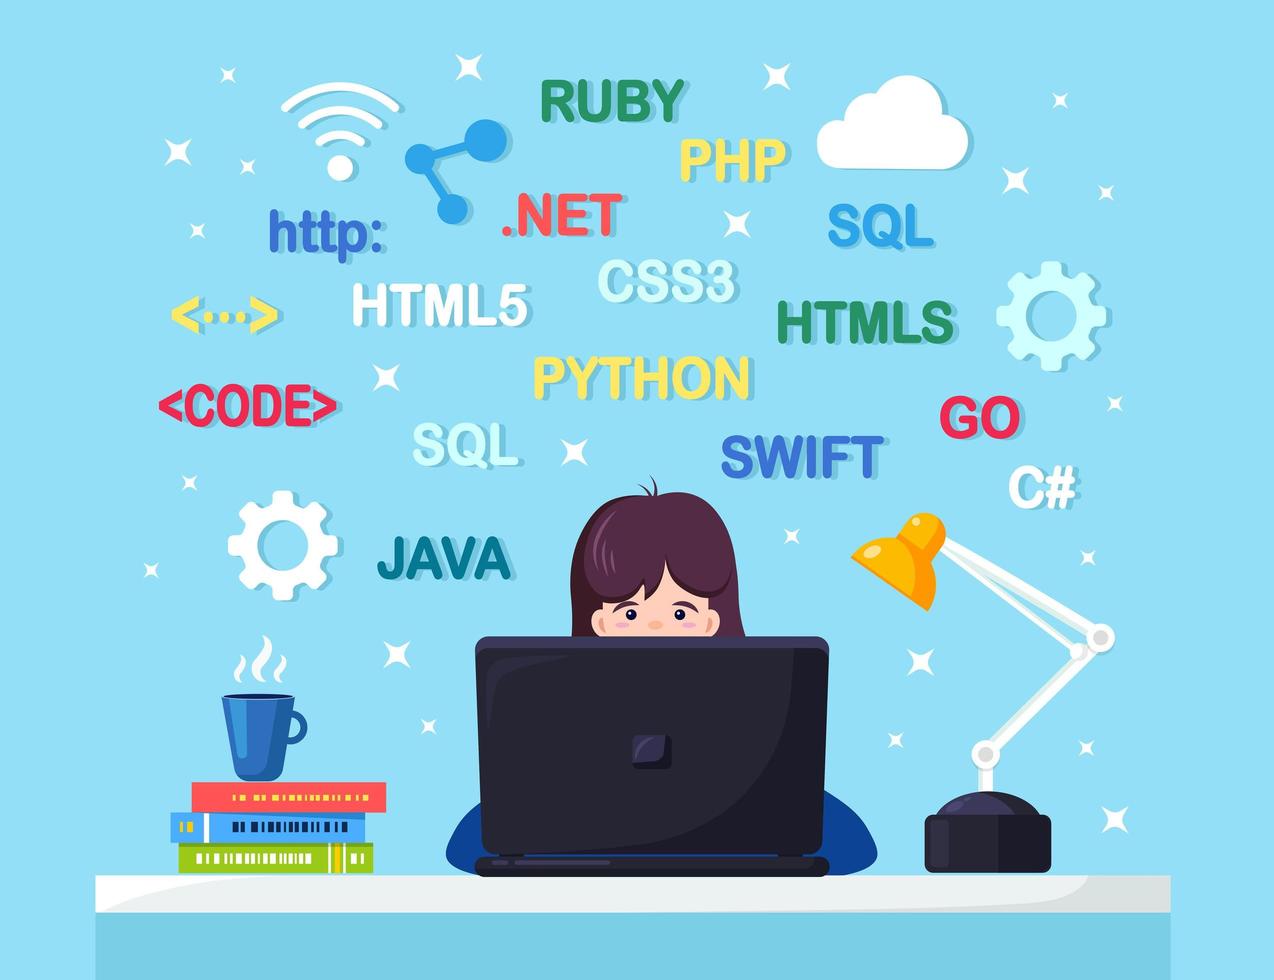 RUBY
PHP
.NET
SQL
http:
CSS3
HTML5
<...>
HTMLS
PYTHON
<CODE>
GO
SQL
SWIFT
C#
JAVA